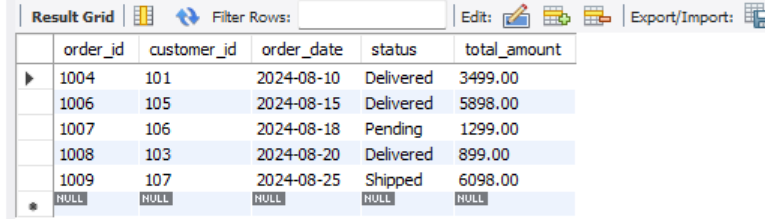 Result Grid Filter Rows: Edit: Export/Import:
order_id customer_id order_date status total_amount
1004 101 2024-08-10 Delivered 3499.00
1006 105 2024-08-15 Delivered 5898.00
1007 106 2024-08-18 Pending 1299.00
1008 103 2024-08-20 Delivered 899.00
1009 107 2024-08-25 Shipped 6098.00
NULL NULL NULL NULL NULL